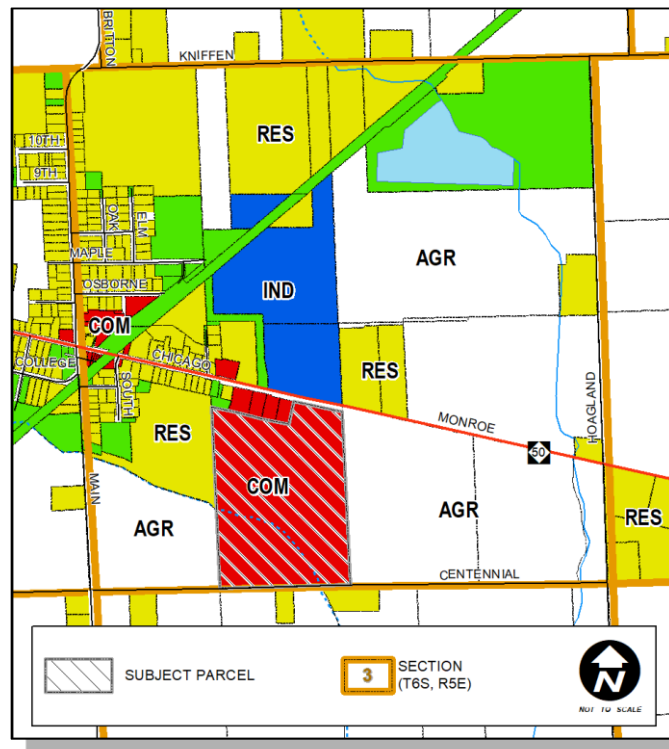 BRITTON
KNIFFEN
RES
10TH
9TH
OAK
ELM
MAPLE
AGR
OSBORNE
IND
COM
CHICAGO
COLLEGE
SOUTH
RES
MONROE
HOAGLAND
RES
50
MAIN
COM
AGR
AGR
RES
CENTENNIAL
SUBJECT PARCEL
3
SECTION
(T6S, R5E)
N
NOT TO SCALE